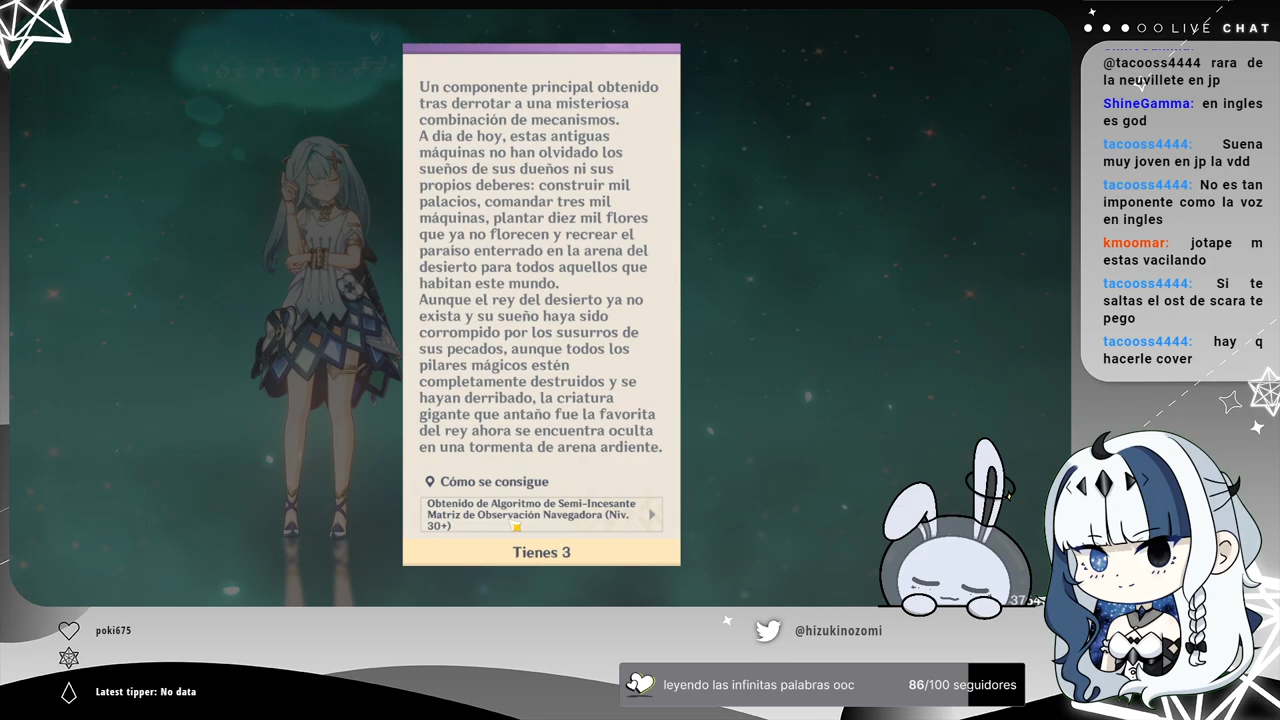 Un componente principal obtenido
tras derrotar a una misteriosa
combinación de mecanismos.
A día de hoy, estas antiguas
máquinas no han olvidado los
sueños de sus dueños ni sus
propios deberes: construir mil
palacios, comandar tres mil
máquinas, plantar diez mil flores
que ya no florecen y recrear el
paraíso enterrado en la arena del
desierto para todos aquellos que
habitan este mundo.
Aunque el rey del desierto ya no
exista y su sueño haya sido
corrompido por los susurros de
sus pecados, aunque todos los
pilares mágicos estén
completamente destruidos y se
hayan derribado, la criatura
gigante que antaño fue la favorita
del rey ahora se encuentra oculta
en una tormenta de arena ardiente.
Cómo se consigue
Obtenido de Algoritmo de Semi-Incesante
Matriz de Observación Navegadora (Niv.
30+)
Tienes 3
LIVE CHAT
@tacooss4444 rara de
la neuvillete en jp
ShineGamma: en ingles
es god
tacooss4444: Suena
muy joven en jp la vdd
tacooss4444: No es tan
imponente como la voz
en ingles
kmoomar: jotape m
estas vacilando
tacooss4444: Si te
saltas el ost de scara te
pego
tacooss4444: hay q
hacerle cover
poki675
@hizukinozomi
Latest tipper: No data
leyendo las infinitas palabras ooc
86/100 seguidores